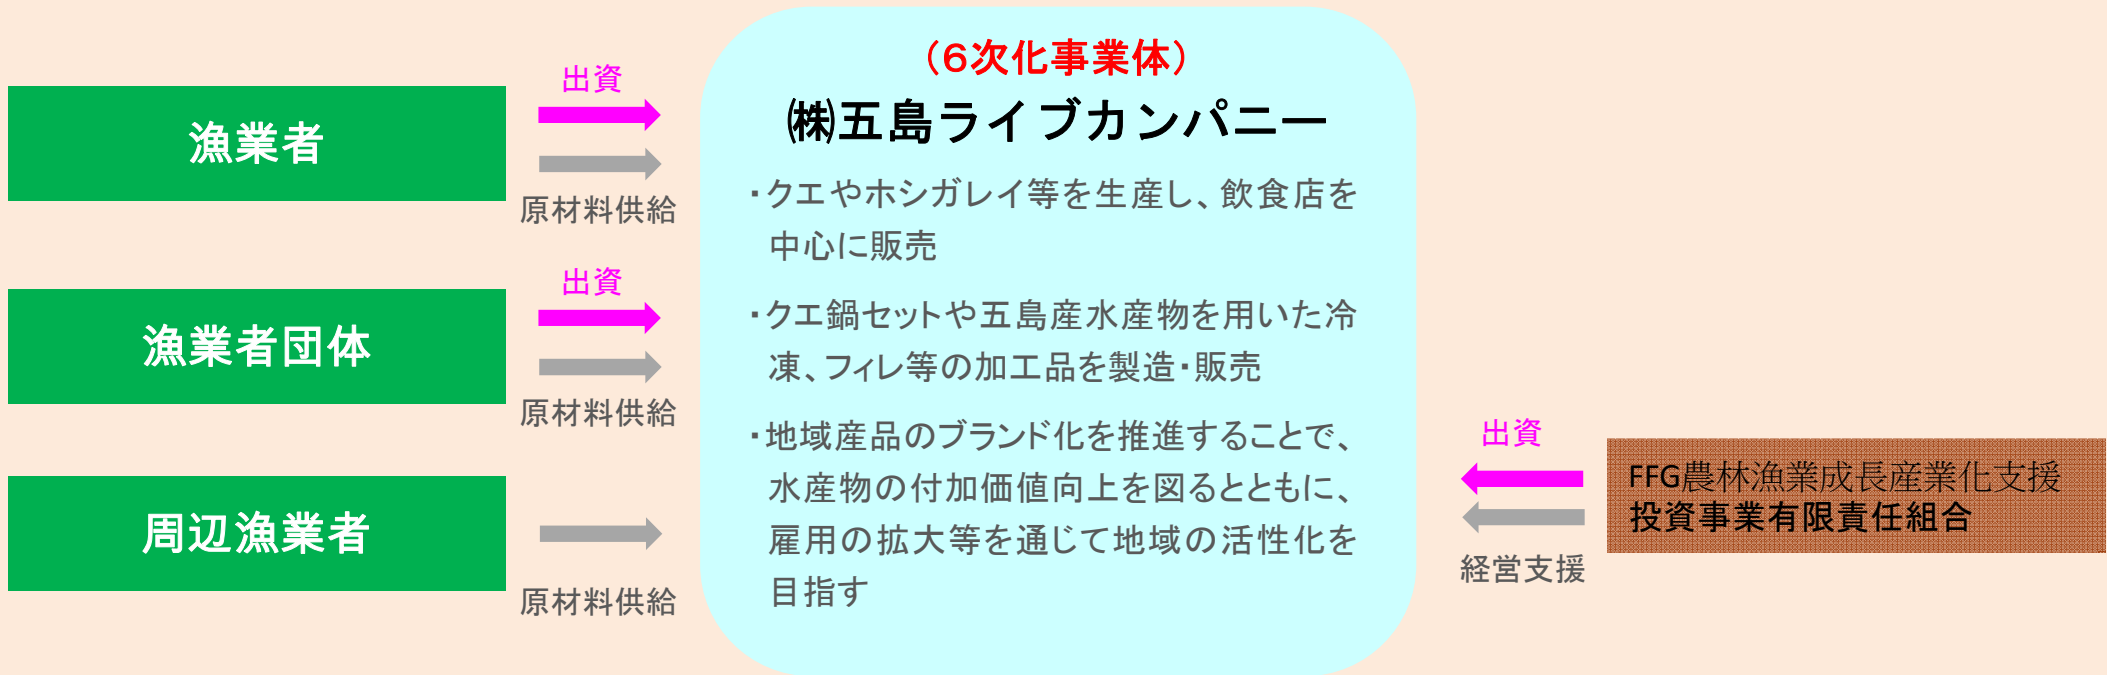 漁業者
出資
原材料供給
漁業者団体
出資
原材料供給
周辺漁業者
原材料供給
（６次化事業体）
㈱五島ライブカンパニー
・クエやホシガレイ等を生産し、飲食店を
中心に販売
・クエ鍋セットや五島産水産物を用いた冷
凍、フィレ等の加工品を製造・販売
・地域産品のブランド化を推進することで、
水産物の付加価値向上を図るとともに、
雇用の拡大等を通じて地域の活性化を
目指す
出資
経営支援
FFG農林漁業成長産業化支援
投資事業有限責任組合